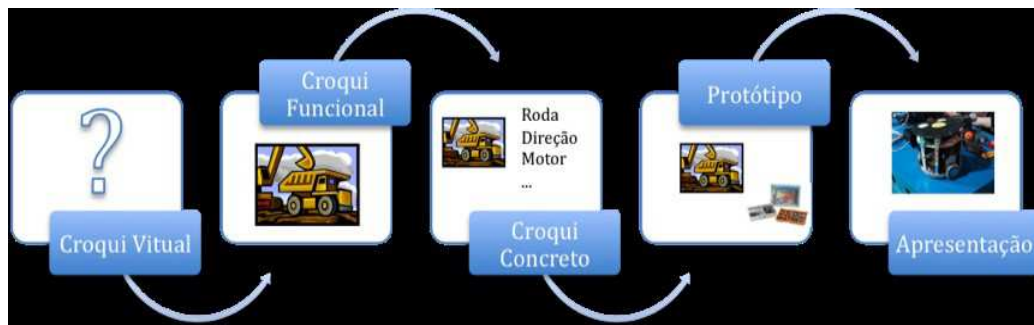 Croqui Vitual
Croqui
Funcional
Roda
Direção
Motor
...
Croqui
Concreto
Protótipo
Apresentação